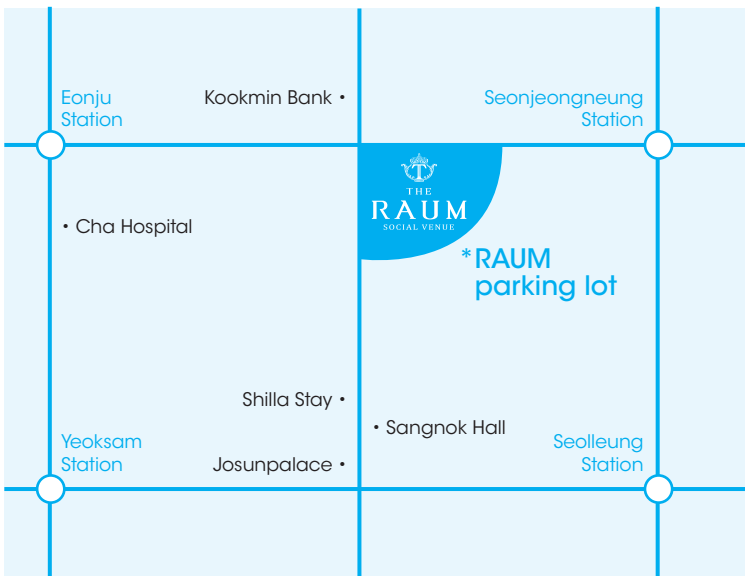 Eonju
Station
Kookmin Bank •
Seonjeongneung
Station
THE
RAUM
SOCIAL VENUE
• Cha Hospital
*RAUM
parking lot
Shilla Stay •
• Sangnok Hall
Yeoksam
Station
Josunpalace •
Seolleung
Station